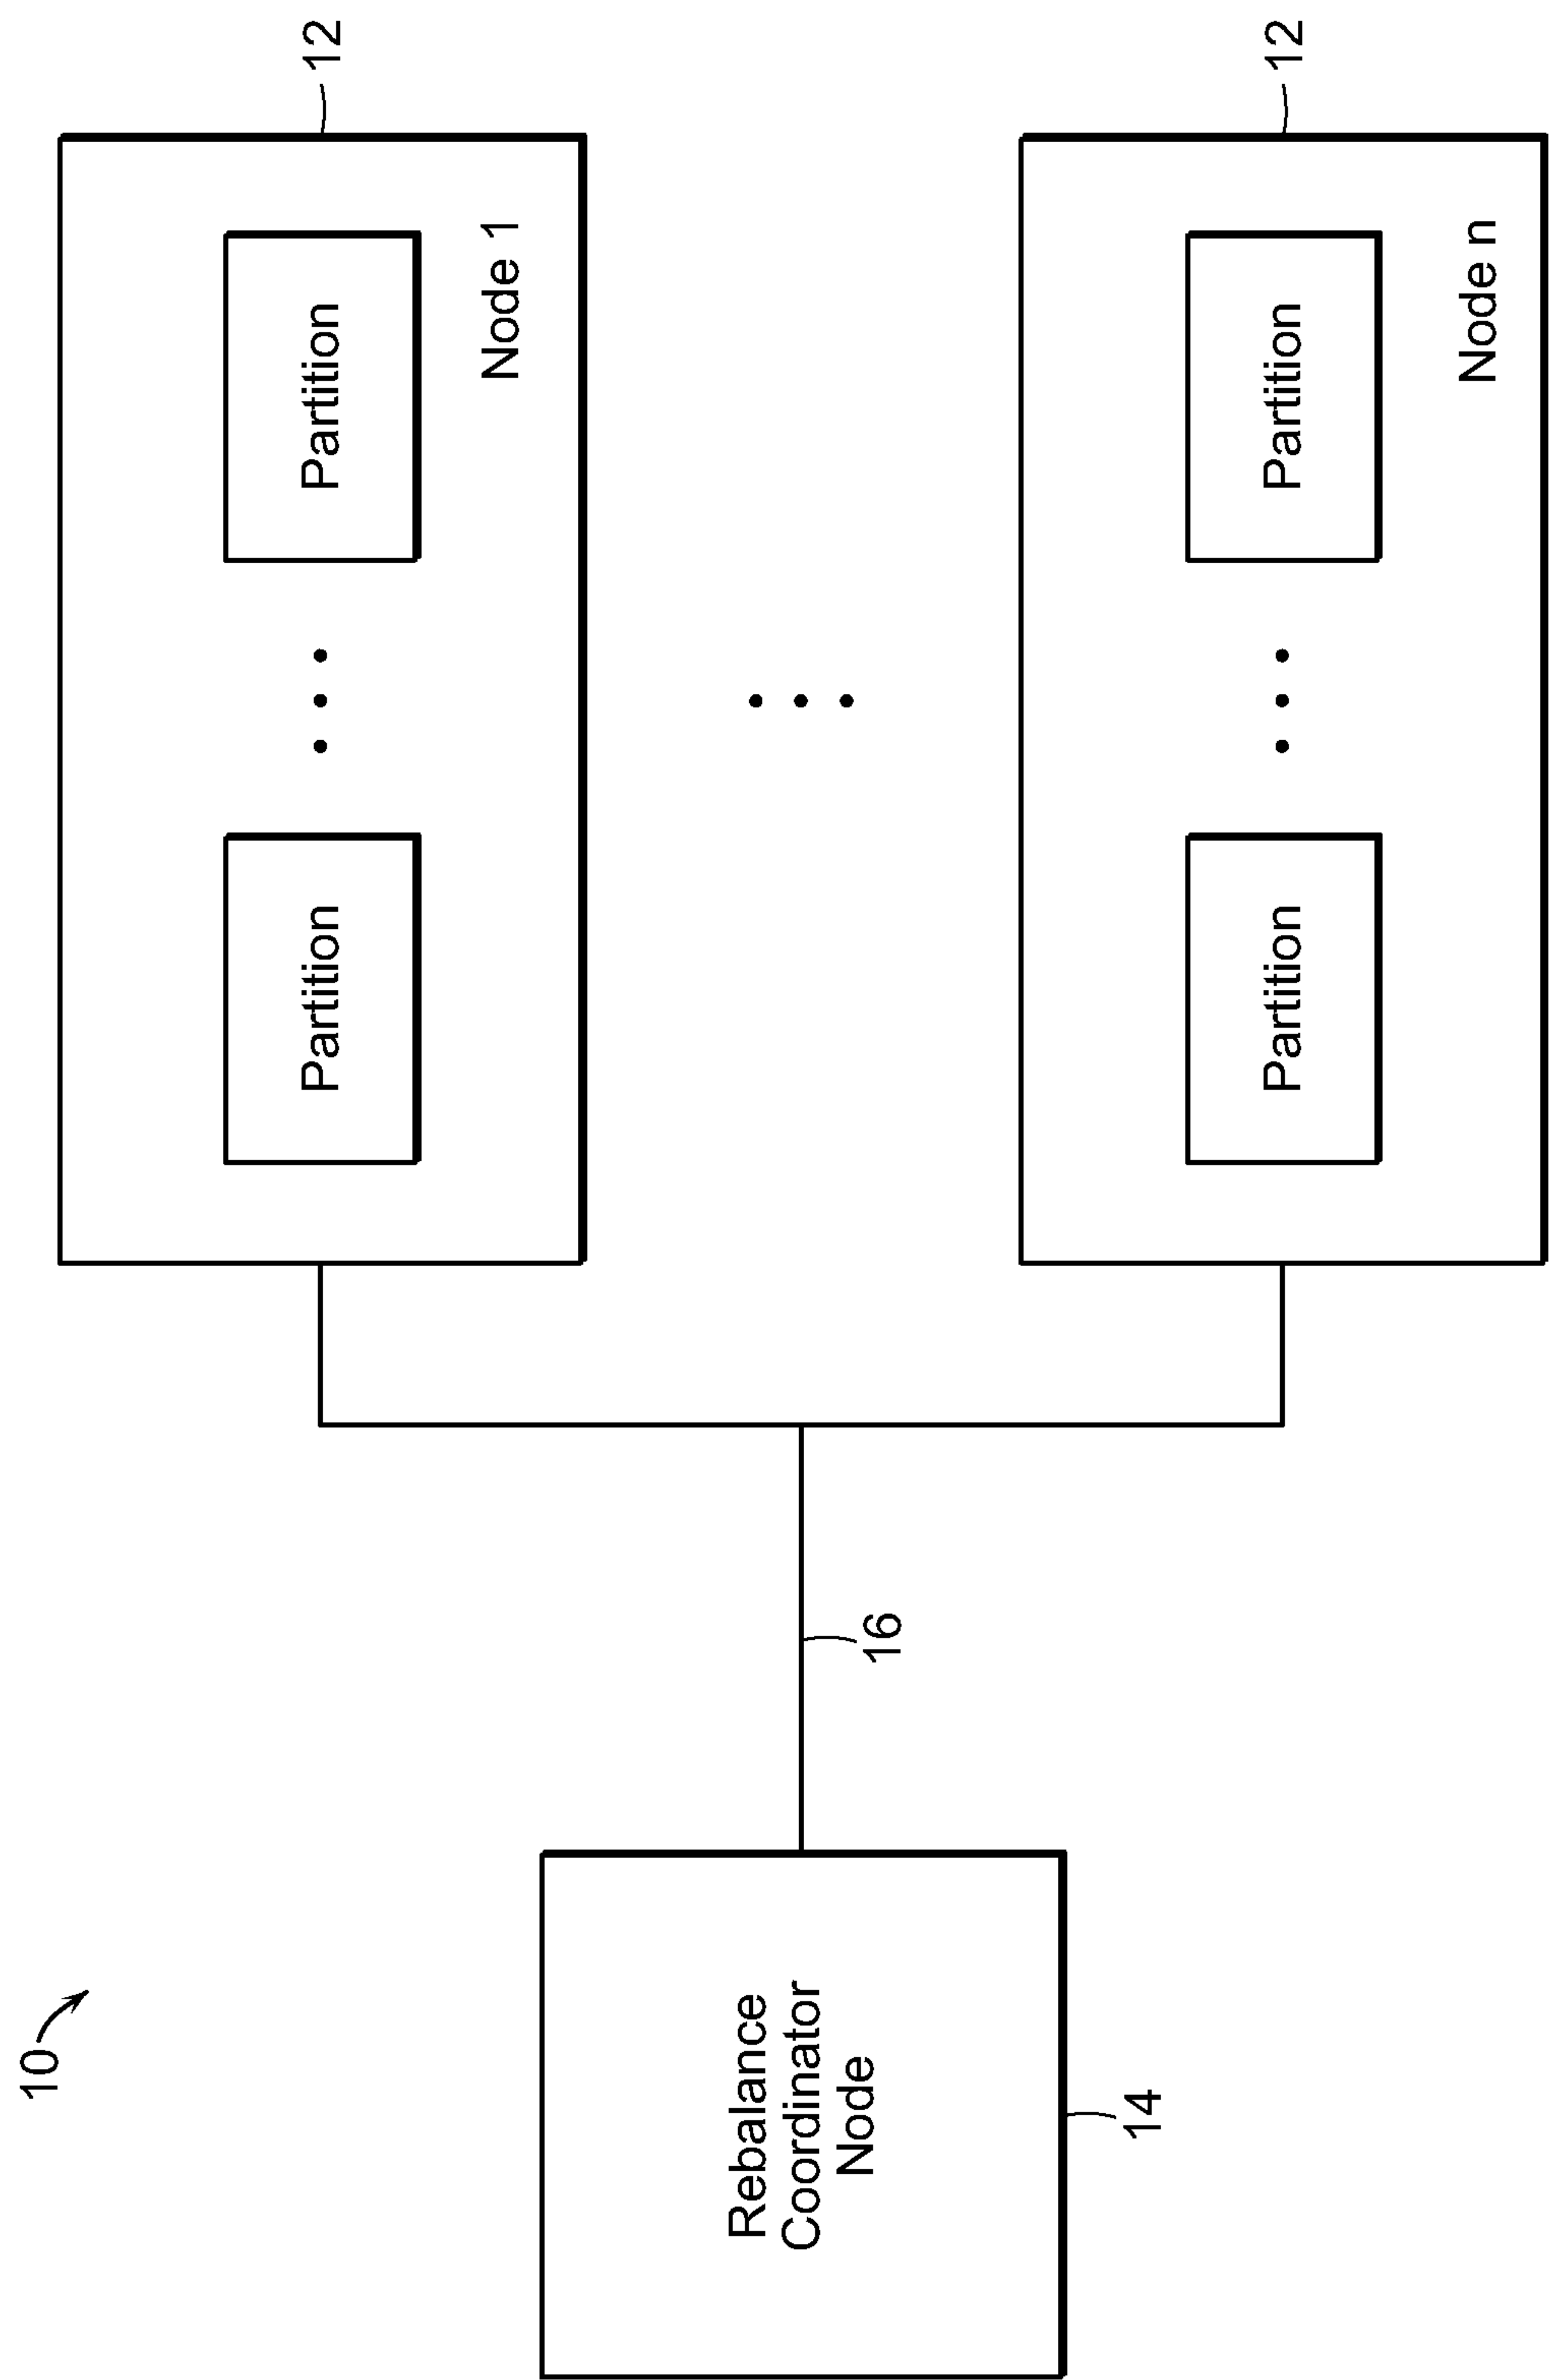 10
12
Partition
Partition
Node 1
Rebalance
Coordinator
Node
14
16
12
Partition
Partition
Node n